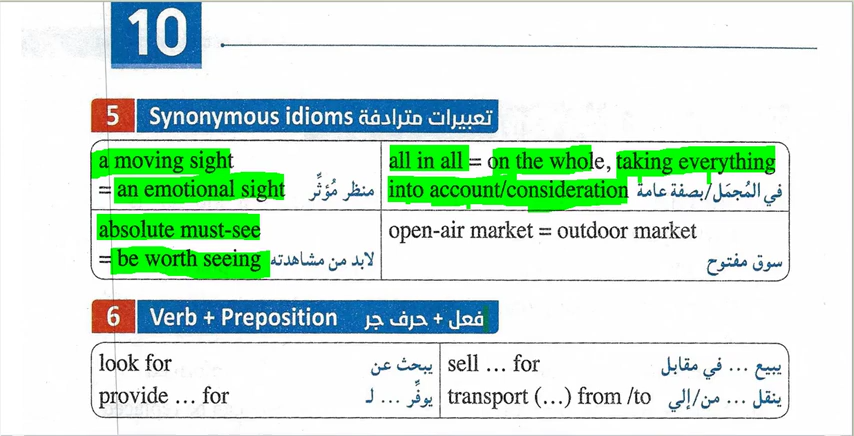 10
5 Synonymous idioms تعبيرات مترادفة
a moving sight
= an emotional sight منظر مُؤثِّر
all in all = on the whole, taking everything
into account/consideration في المُجمَل/بصفة عامة
absolute must-see
= be worth seeing لابد من مشاهدته
open-air market = outdoor market
سوق مفتوح
6 Verb + Preposition فعل + حرف جر
look for يبحث عن
provide ... for يوفِّر ... لـ
sell ... for يبيع ... في مقابل
transport (...) from /to ينقل ... من/إلي